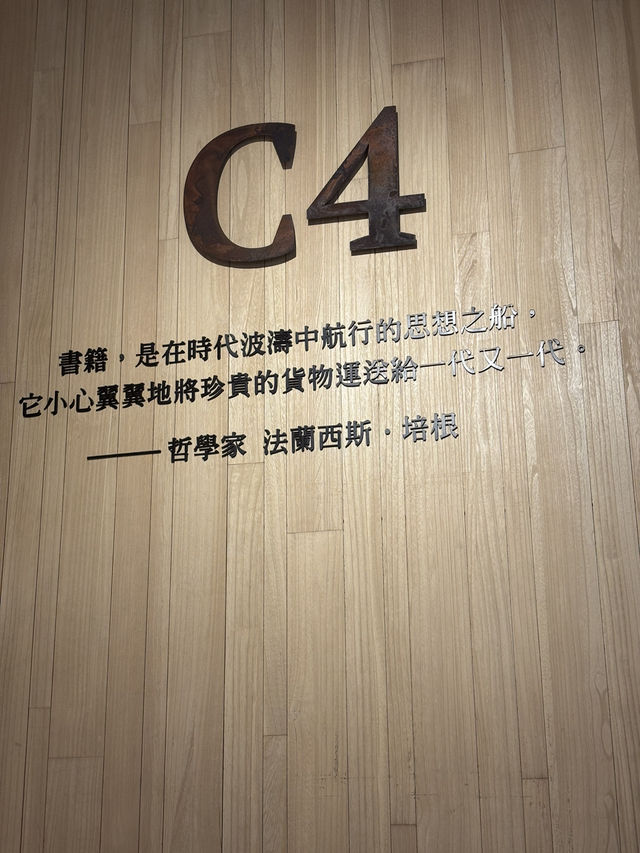 C4
書籍，是在時代波濤中航行的思想之船，
它小心翼翼地將珍貴的貨物運送給一代又一代。
——哲學家 法蘭西斯・培根